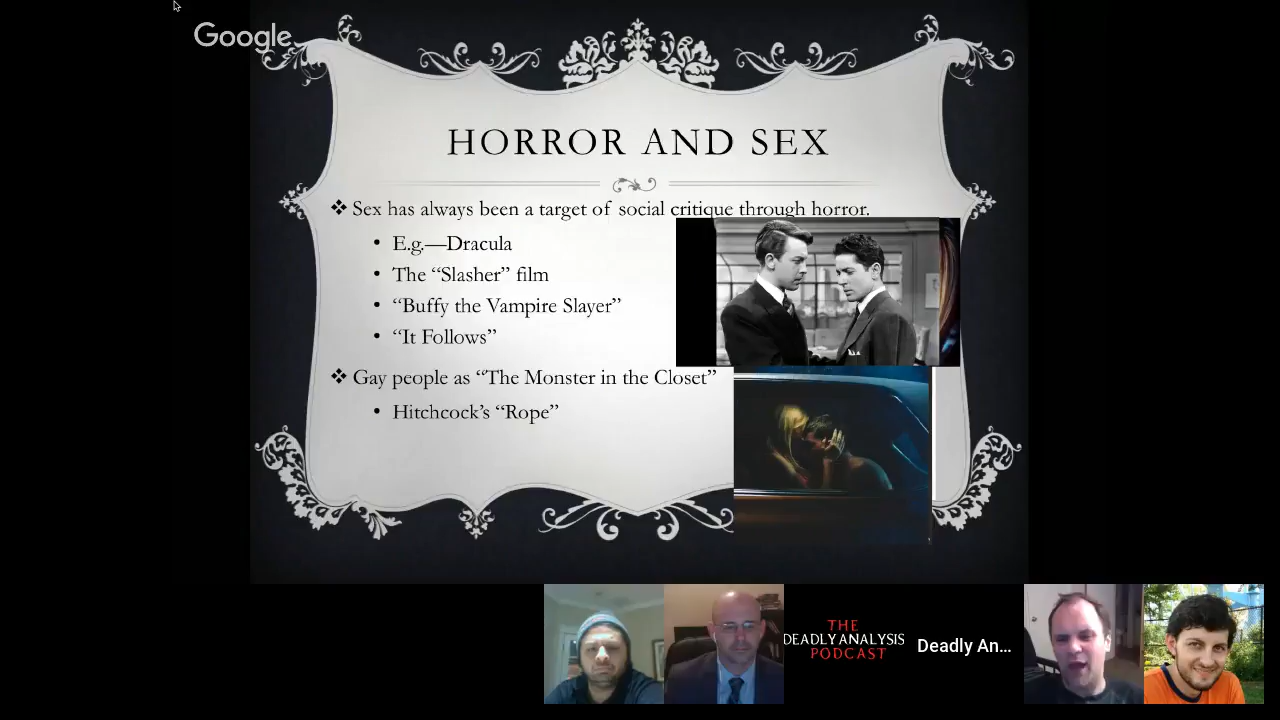 Google
HORROR AND SEX
❖ Sex has always been a target of social critique through horror.
• E.g.—Dracula
• The “Slasher” film
• “Buffy the Vampire Slayer”
• “It Follows”
❖ Gay people as “The Monster in the Closet”
• Hitchcock’s “Rope”
THE
DEADLY ANALYSIS
PODCAST
Deadly An...